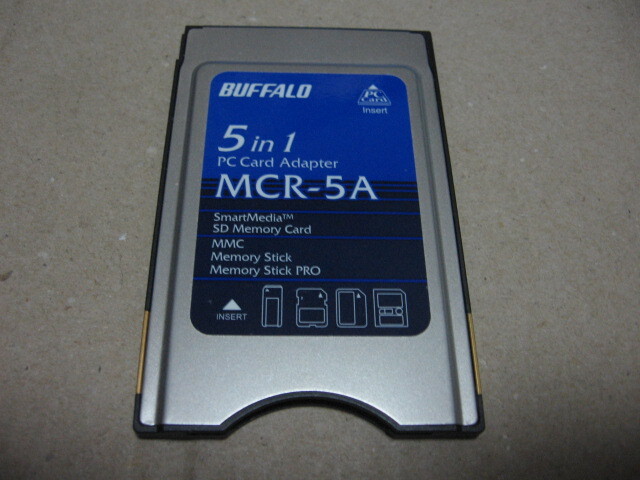 BUFFALO
PC Card
Insert
5 in 1
PC Card Adapter
MCR-5A
SmartMedia™
SD Memory Card
MMC
Memory Stick
Memory Stick PRO
INSERT